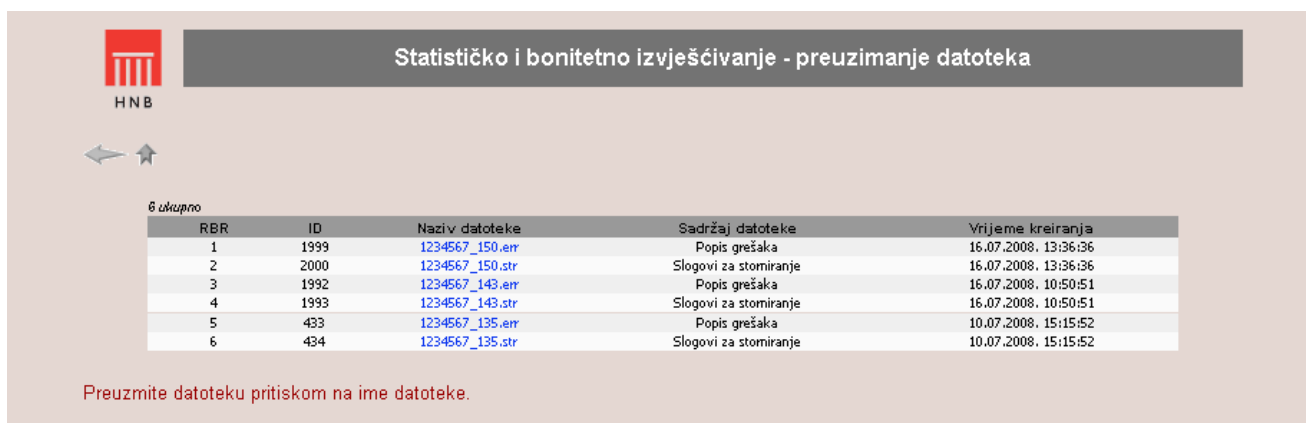 Statističko i bonitetno izvješćivanje - preuzimanje datoteka
HNB
6 ukupno
RBR ID Naziv datoteke Sadržaj datoteke Vrijeme kreiranja
1 1999 1234567_150.err Popis grešaka 16.07.2008. 13:36:36
2 2000 1234567_150.str Slogovi za storniranje 16.07.2008. 13:36:36
3 1992 1234567_143.err Popis grešaka 16.07.2008. 10:50:51
4 1993 1234567_143.str Slogovi za storniranje 16.07.2008. 10:50:51
5 433 1234567_135.err Popis grešaka 10.07.2008. 15:15:52
6 434 1234567_135.str Slogovi za storniranje 10.07.2008. 15:15:52
Preuzmite datoteku pritiskom na ime datoteke.